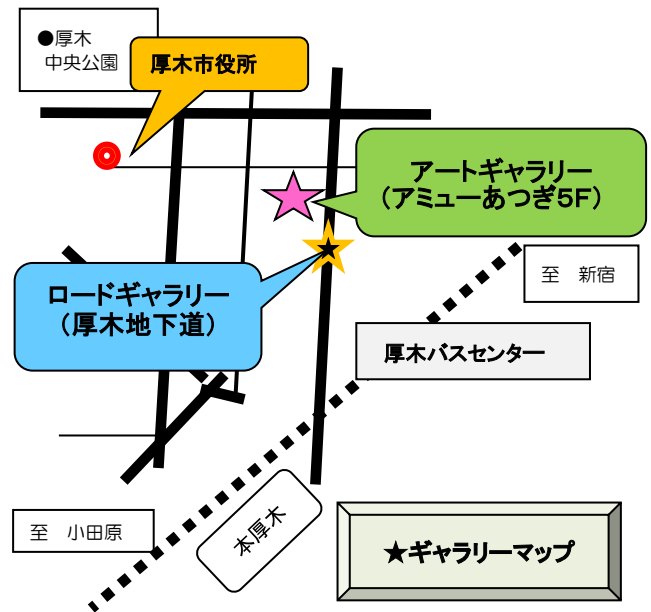 ●厚木
中央公園
厚木市役所
アートギャラリー
（アミューあつぎ５F）
至　新宿
ロードギャラリー
（厚木地下道）
厚木バスセンター
至　小田原
本厚木
★ギャラリーマップ